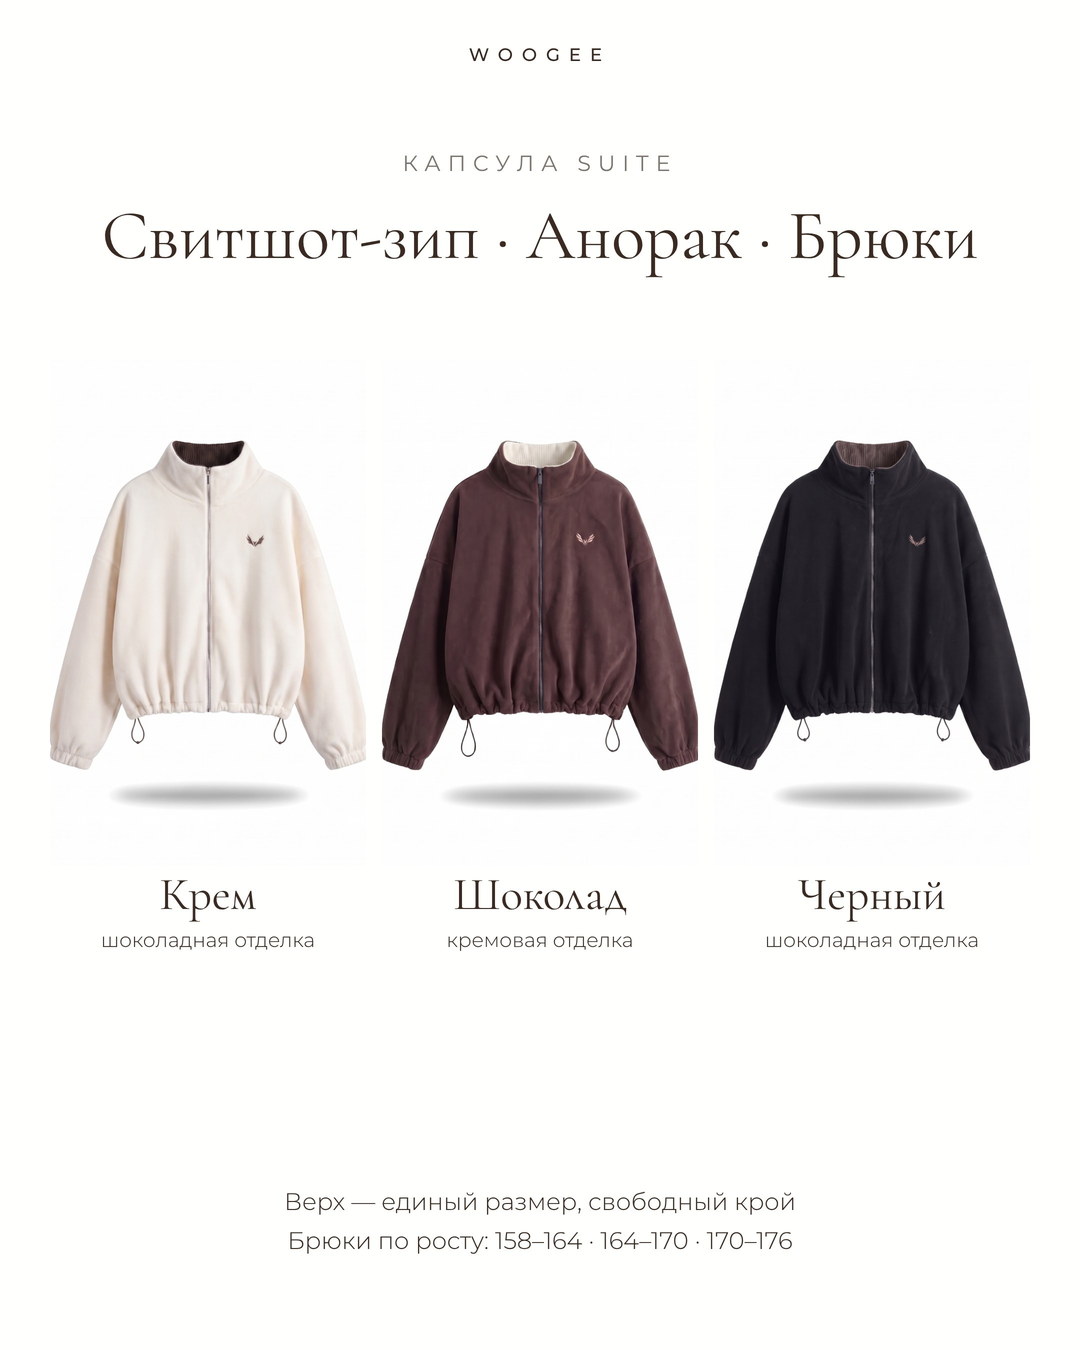 WOOGEE
КАПСУЛА SUITE
Свитшот-зип · Анорак · Брюки
Крем
шоколадная отделка
Шоколад
кремовая отделка
Черный
шоколадная отделка
Верх — единый размер, свободный крой
Брюки по росту: 158–164 · 164–170 · 170–176